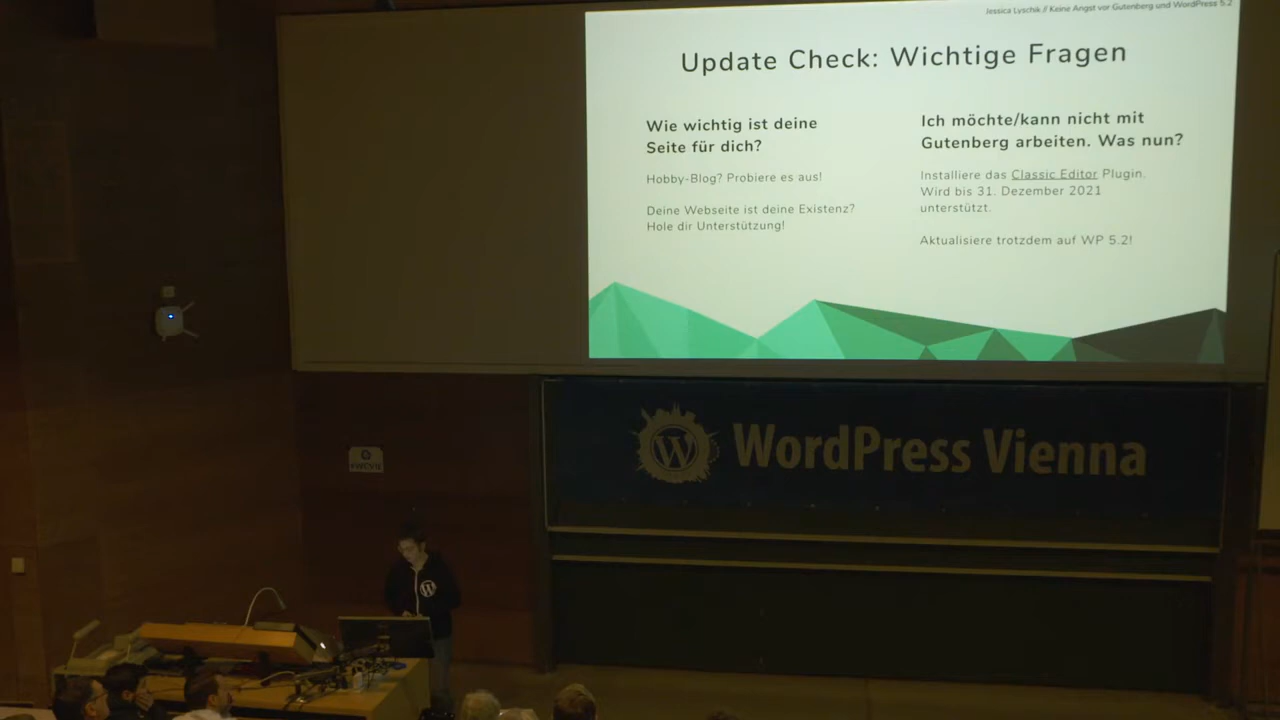 Jessica Lyschik // Keine Angst vor Gutenberg und WordPress 5.2
Update Check: Wichtige Fragen
Wie wichtig ist deine
Seite für dich?
Hobby-Blog? Probiere es aus!
Deine Webseite ist deine Existenz?
Hole dir Unterstützung!
Ich möchte/kann nicht mit
Gutenberg arbeiten. Was nun?
Installiere das Classic Editor Plugin.
Wird bis 31. Dezember 2021
unterstützt.
Aktualisiere trotzdem auf WP 5.2!
WordPress Vienna
#WCVIE